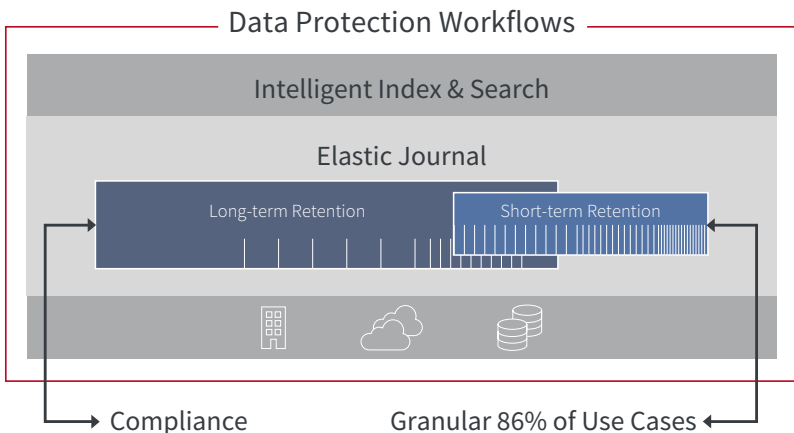 Data Protection Workflows
Intelligent Index & Search
Elastic Journal
Long-term Retention
Short-term Retention
Compliance
Granular 86% of Use Cases